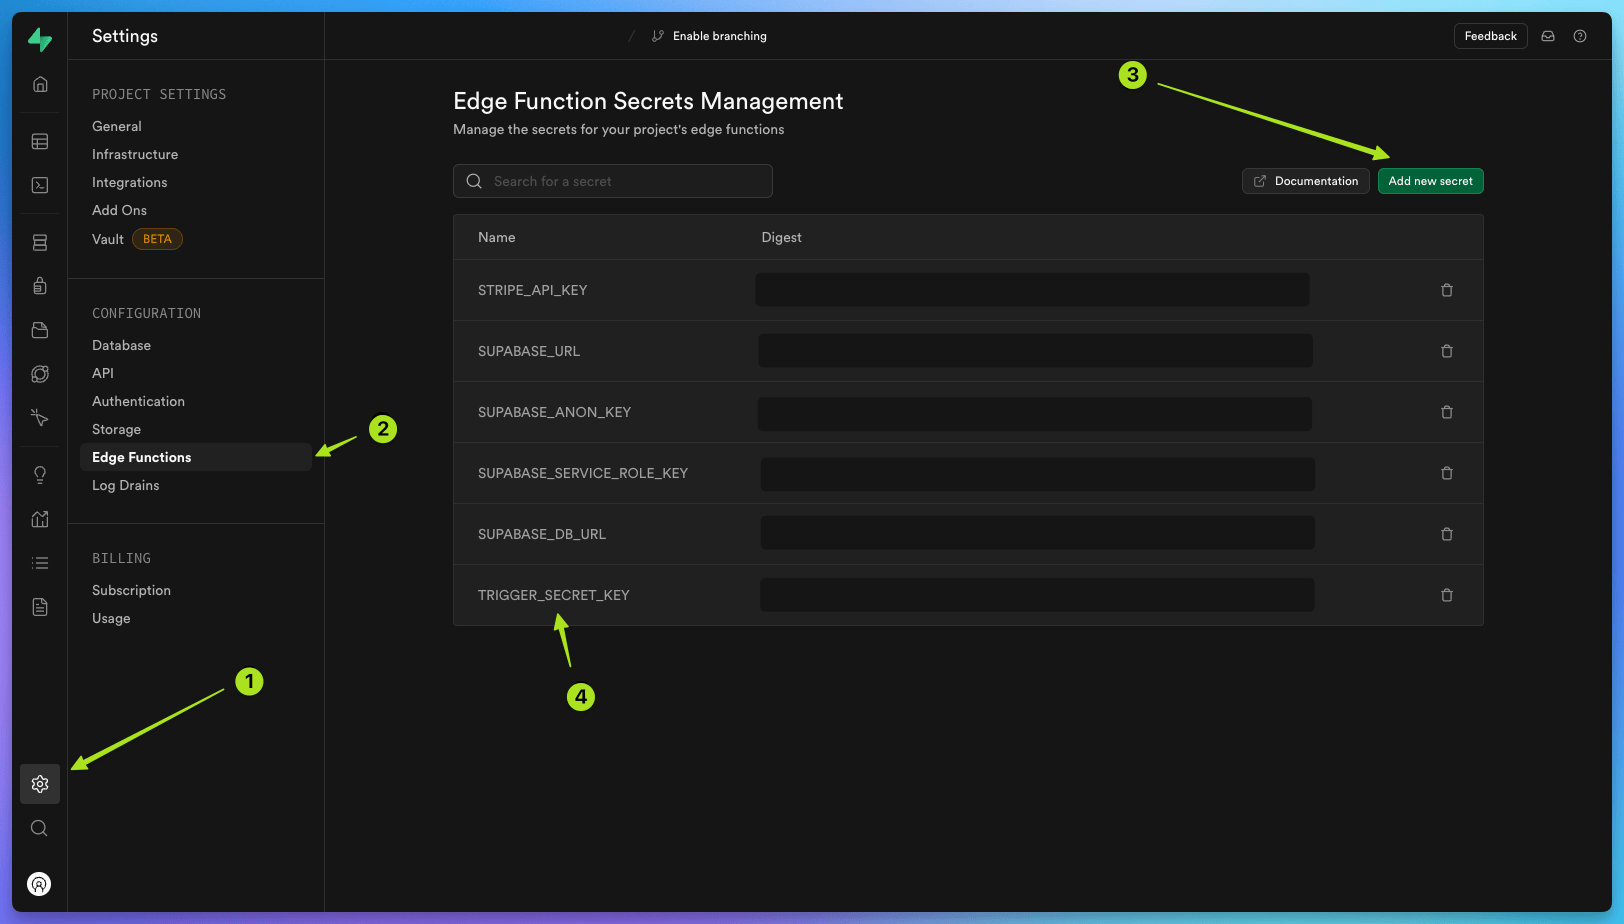 Settings
/ Enable branching
Feedback
PROJECT SETTINGS
General
Infrastructure
Integrations
Add Ons
Vault BETA
CONFIGURATION
Database
API
Authentication
Storage
Edge Functions
Log Drains
BILLING
Subscription
Usage
1
2
3
Edge Function Secrets Management
Manage the secrets for your project's edge functions
Search for a secret
Documentation
Add new secret
Name Digest
STRIPE_API_KEY
SUPABASE_URL
SUPABASE_ANON_KEY
SUPABASE_SERVICE_ROLE_KEY
SUPABASE_DB_URL
TRIGGER_SECRET_KEY
4